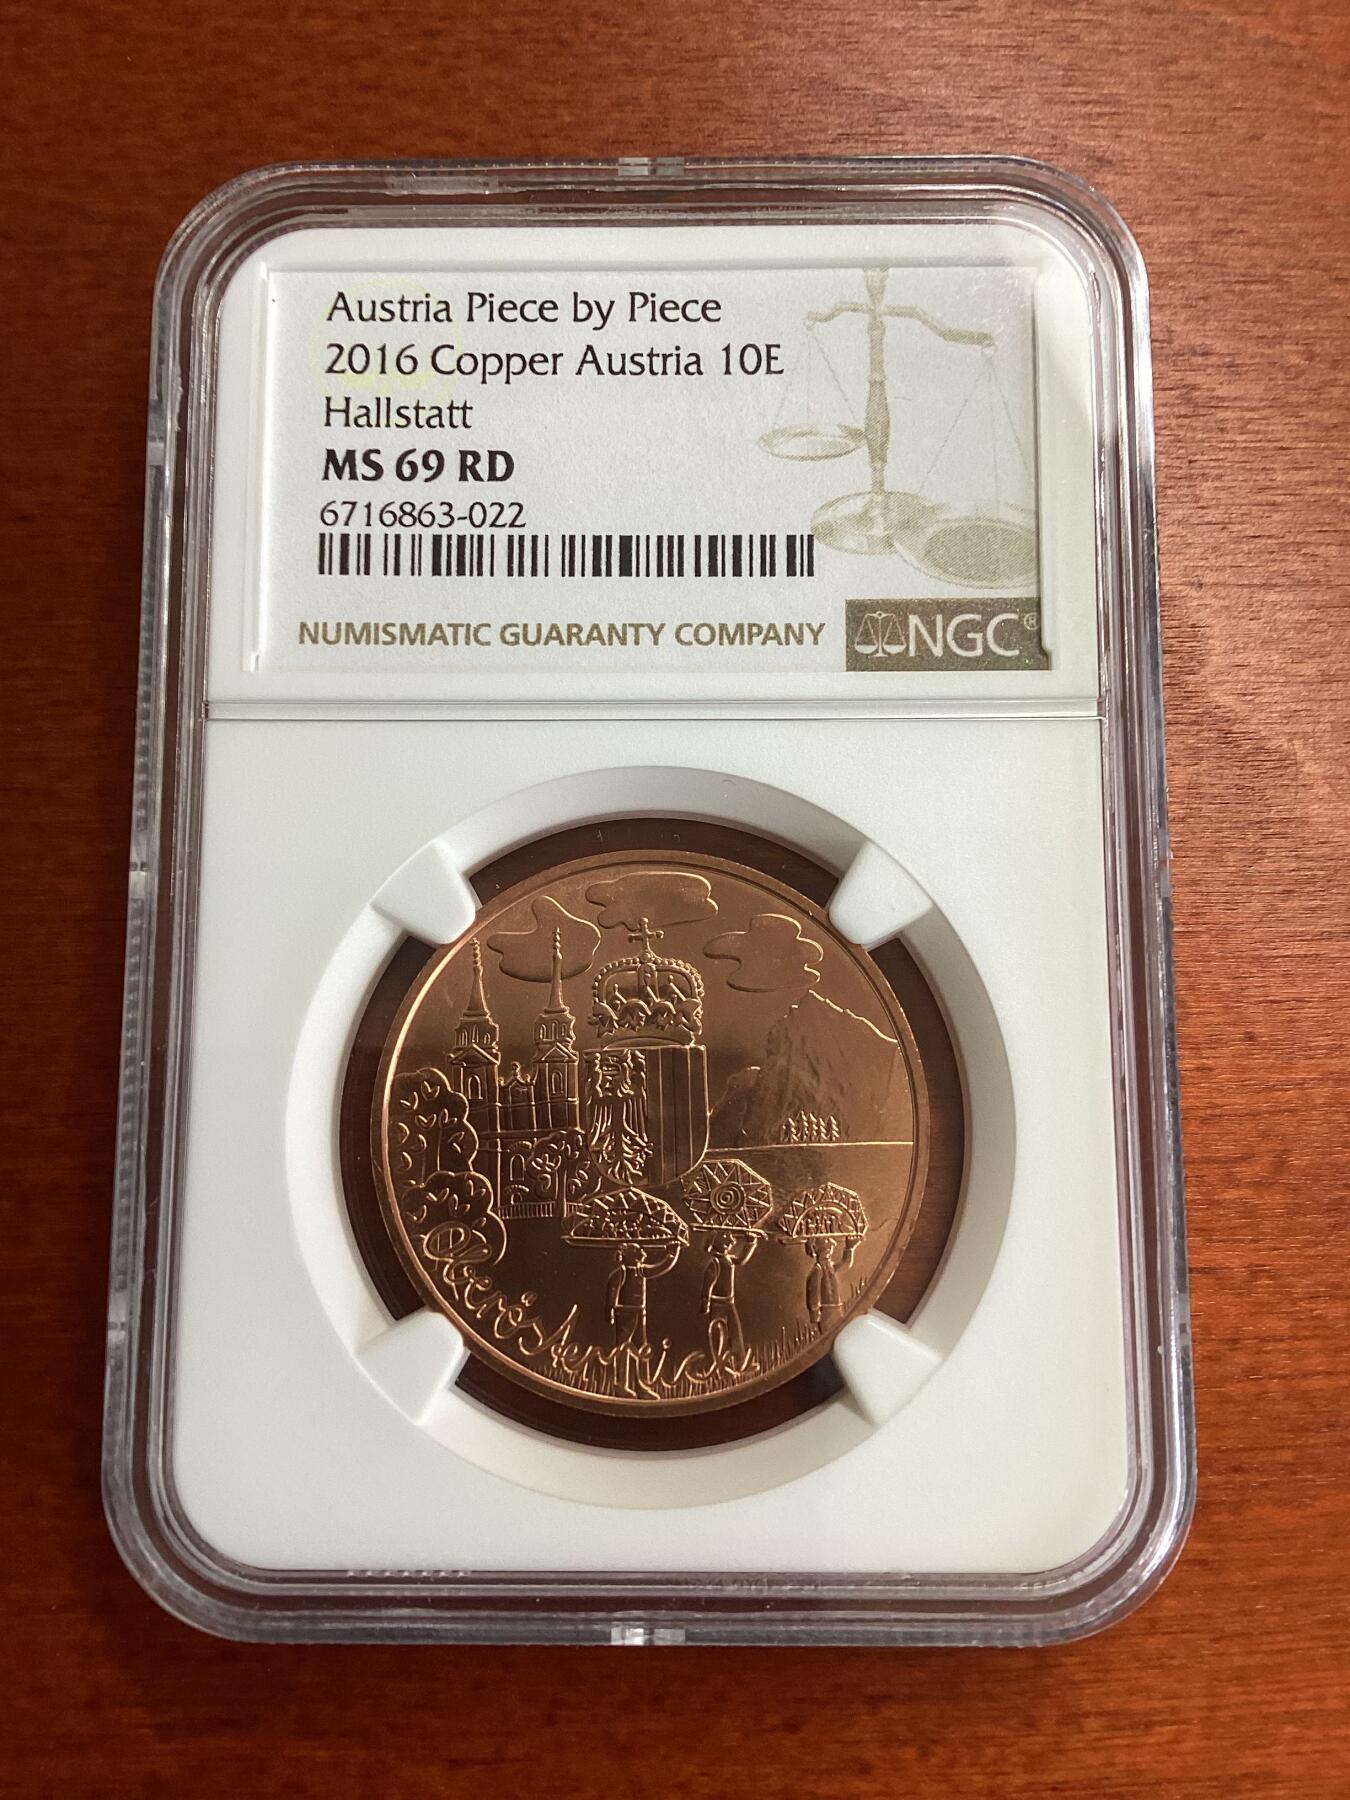 Austria Piece by Piece
2016 Copper Austria 10E
Hallstatt
MS 69 RD
6716863-022
NUMISMATIC GUARANTY COMPANY
NGC®
Oberösterreich